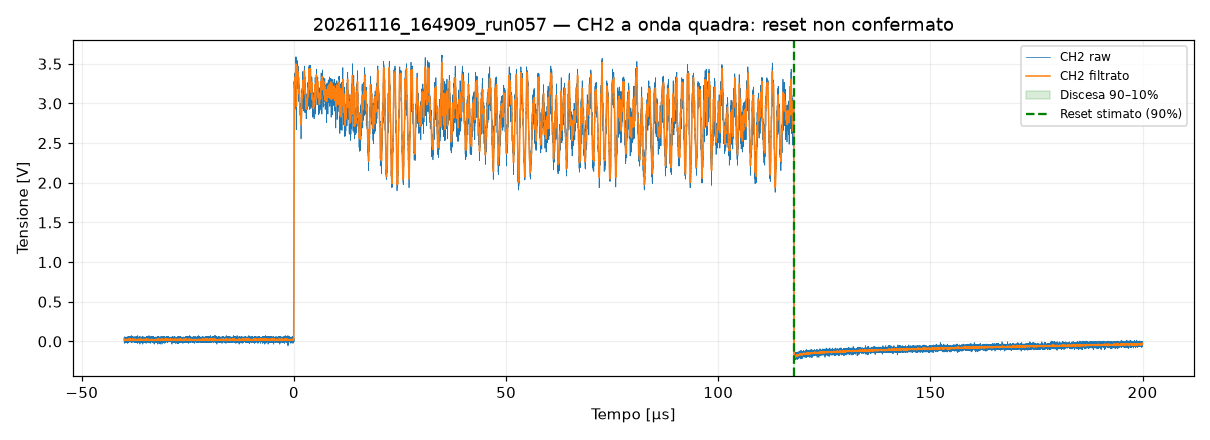 20261116_164909_run057 — CH2 a onda quadra: reset non confermato
CH2 raw
CH2 filtrato
Discesa 90–10%
Reset stimato (90%)
Tensione [V]
3.5
3.0
2.5
2.0
1.5
1.0
0.5
0.0
−50
0
50
100
150
200
Tempo [µs]